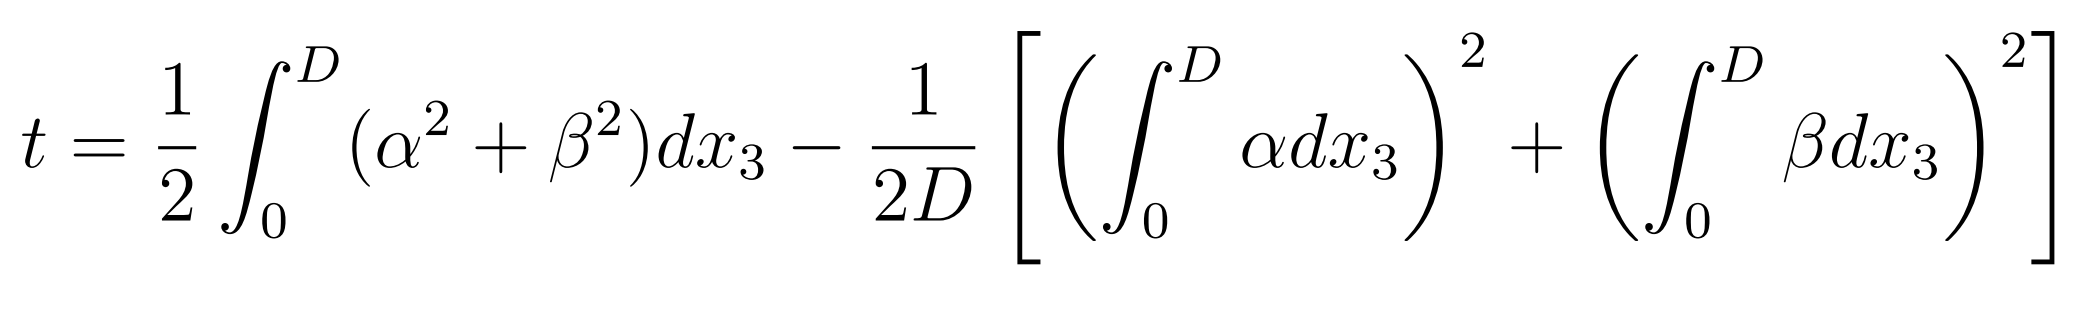 t = \frac{1}{2} \int_0^D (\alpha^2 + \beta^2) dx_3 - \frac{1}{2D} \left[ \left( \int_0^D \alpha dx_3 \right)^2 + \left( \int_0^D \beta dx_3 \right)^2 \right]